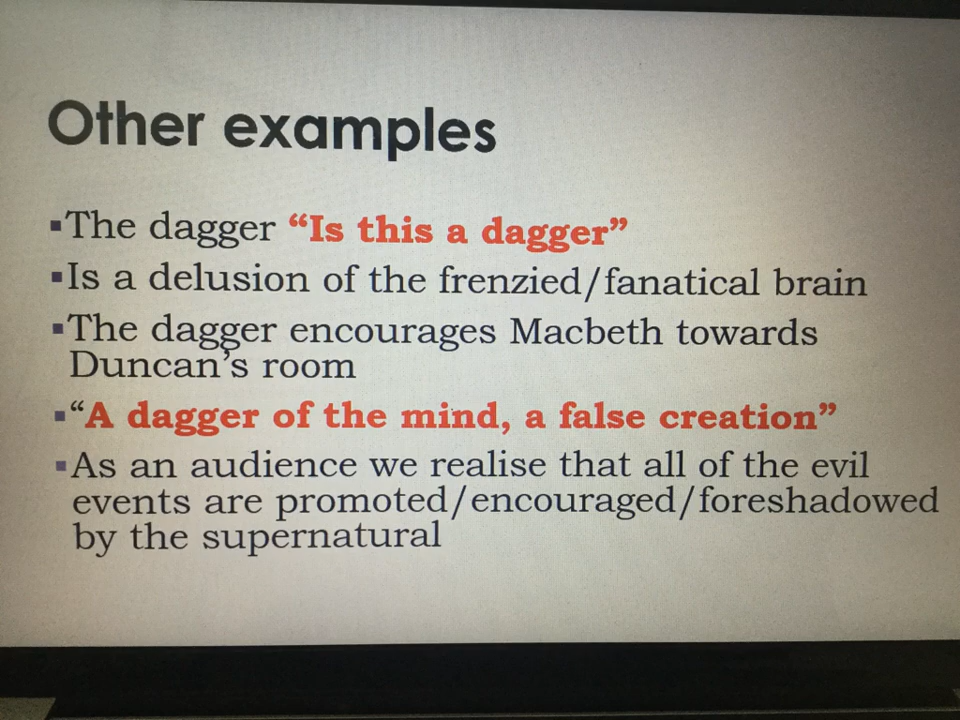 Other examples
▪The dagger “Is this a dagger”
▪Is a delusion of the frenzied/fanatical brain
▪The dagger encourages Macbeth towards
Duncan’s room
▪“A dagger of the mind, a false creation”
▪As an audience we realise that all of the evil
events are promoted/encouraged/foreshadowed
by the supernatural